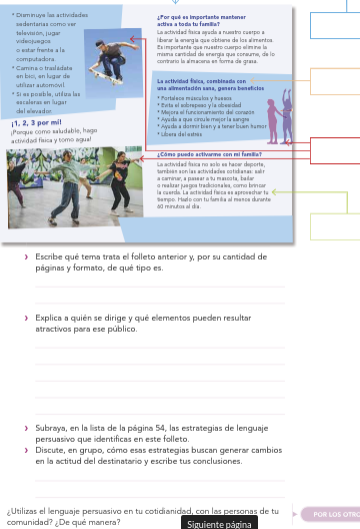 * Disminuye las actividades
sedentarias como ver
televisión, jugar
videojuegos
o estar frente a la
computadora.
* Camina o trasládate
en bici, en lugar de
utilizar automóvil.
* Si es posible, utiliza las
escaleras en lugar
del elevador.
¡1, 2, 3 por mí!
¡Porque como saludable, hago
actividad física y tomo agua!
¿Por qué es importante mantener
activa a toda tu familia?
La actividad física ayuda a nuestro cuerpo a
liberar la energía que obtiene de los alimentos.
Es importante que nuestro cuerpo elimine la
misma cantidad de energía que consume, de lo
contrario la almacena en forma de grasa.
La actividad física, combinada con
una alimentación sana, genera beneficios
* Fortalece músculos y huesos
* Evita el sobrepeso y la obesidad
* Mejora el funcionamiento del corazón
* Ayuda a que circule mejor la sangre
* Ayuda a dormir bien y a tener buen humor
* Libera del estrés
¿Cómo puedo activarme con mi familia?
La actividad física no solo es hacer deporte,
también son las actividades cotidianas: salir
a caminar, a pasear a tu mascota, bailar
o realizar juegos tradicionales, como brincar
la cuerda. La actividad física es aprovechar tu
tiempo. Hazlo con tu familia al menos durante
60 minutos al día.
Escribe qué tema trata el folleto anterior y, por su cantidad de
páginas y formato, de qué tipo es.
Explica a quién se dirige y qué elementos pueden resultar
atractivos para ese público.
Subraya, en la lista de la página 54, las estrategias de lenguaje
persuasivo que identificas en este folleto.
Discute, en grupo, cómo esas estrategias buscan generar cambios
en la actitud del destinatario y escribe tus conclusiones.
¿Utilizas el lenguaje persuasivo en tu cotidianidad, con las personas de tu
comunidad? ¿De qué manera?
POR LOS OTRO
Siguiente página